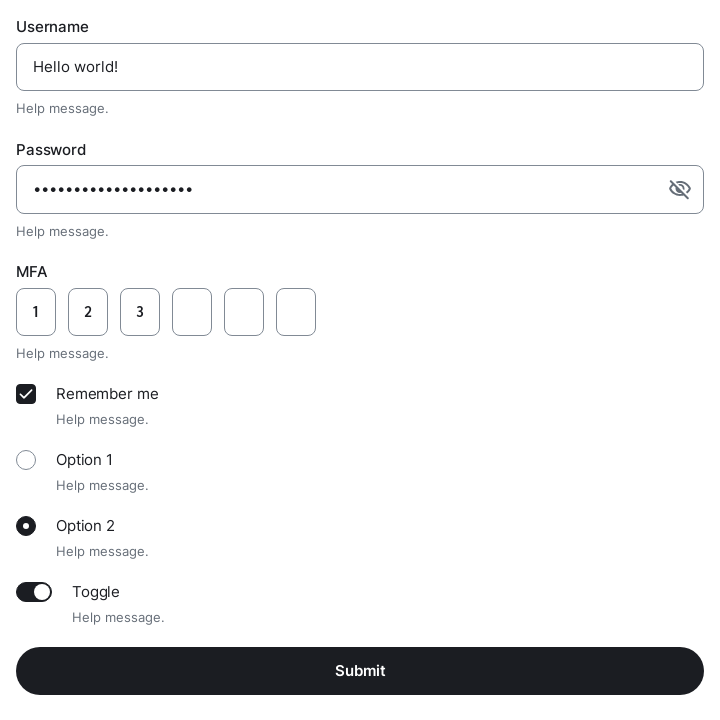 Username
Hello world!
Help message.
Password
••••••••••••••••••••
Help message.
MFA
1 2 3
Help message.
Remember me
Help message.
Option 1
Help message.
Option 2
Help message.
Toggle
Help message.
Submit